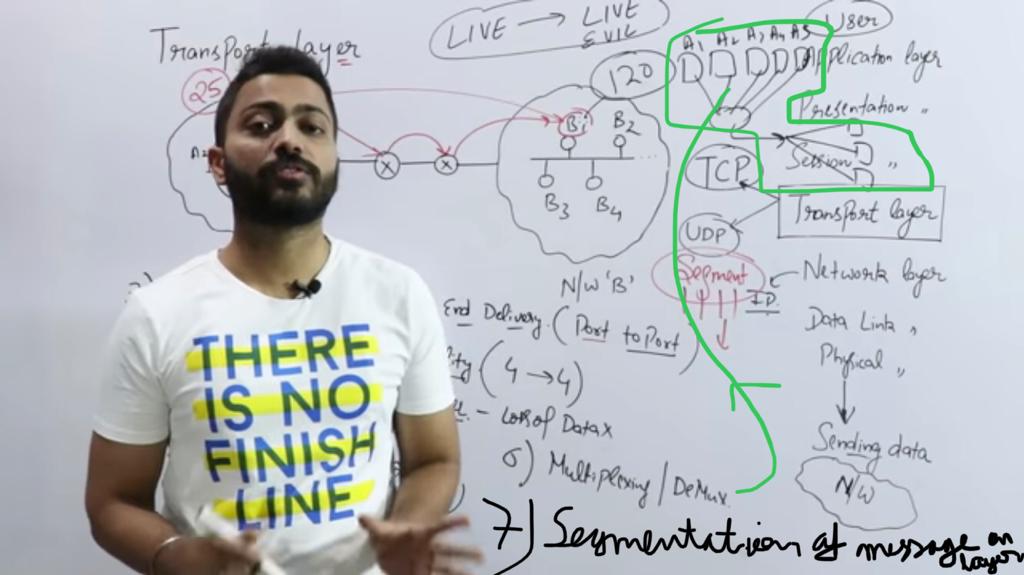 Transport layer
25
LIVE → LIVE
EVIL
120
B1
B2
B3
B4
N/W 'B'
End Delivery (Port to Port)
(4 → 4)
- Loss of Data x
6) Multiplexing / DeMux
7) Segmentation of message on
layer
User
A1 A2 A3 A4 A5
Application layer
Presentation "
Session "
TCP
Transport layer
UDP
Segment
I.P.
Network layer
Data Link "
Physical "
Sending data
N/W
THERE
IS NO
FINISH
LINE